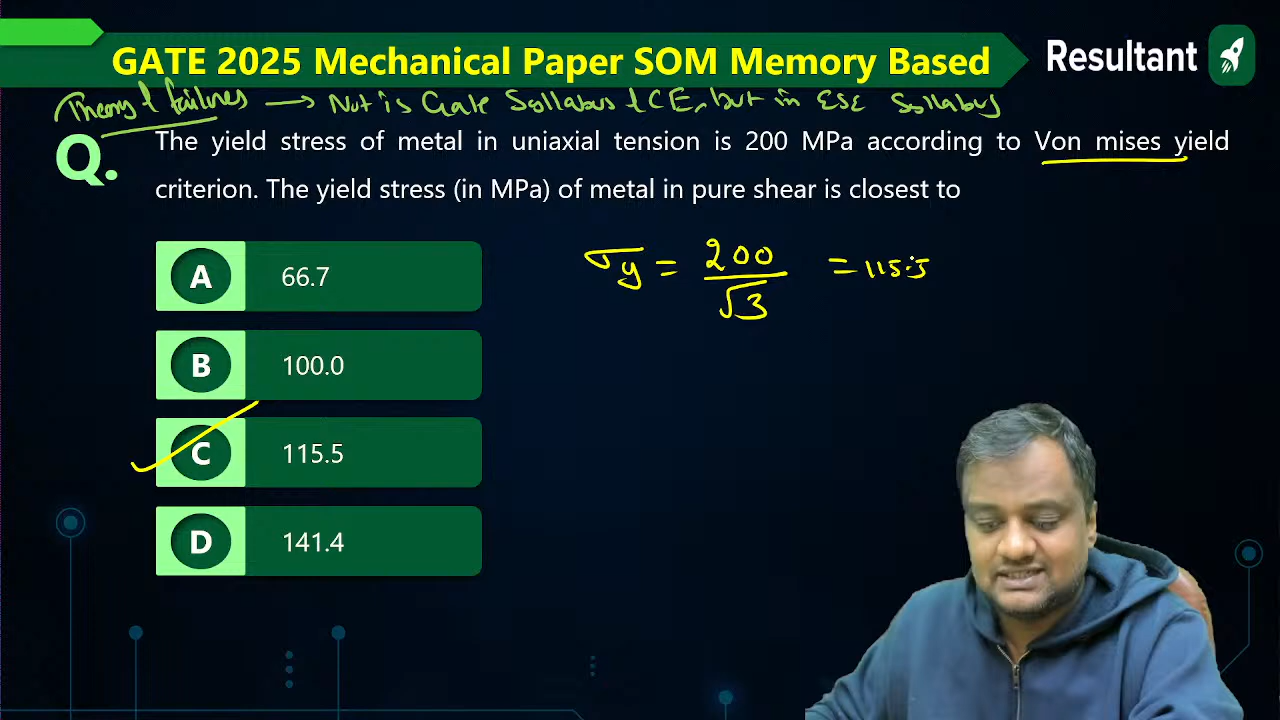 GATE 2025 Mechanical Paper SOM Memory Based
Resultant
Theory of failures → Not is Gate Syllabus of CE, but in ESE Syllabus
Q. The yield stress of metal in uniaxial tension is 200 MPa according to Von mises yield
criterion. The yield stress (in MPa) of metal in pure shear is closest to
σy = 200/√3 = 115.5
A 66.7
B 100.0
C 115.5
D 141.4